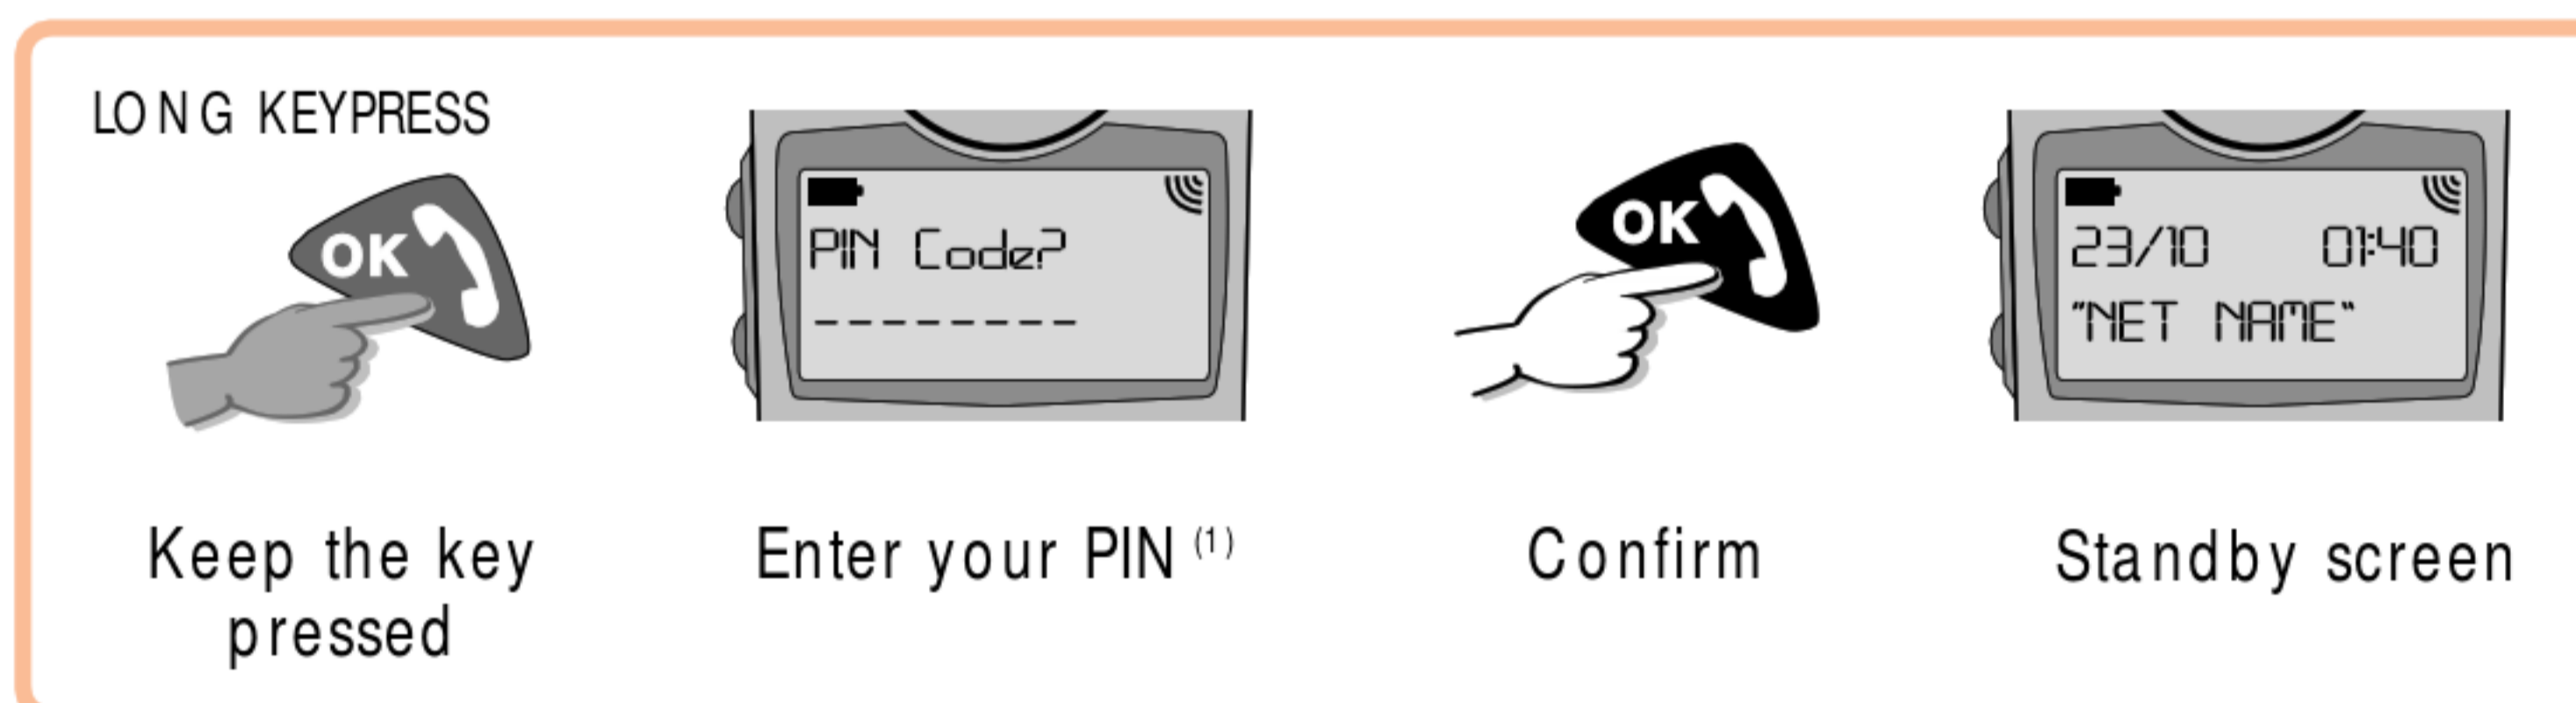 LONG KEYPRESS
OK
Keep the key
pressed
PIN Code?
--------
Enter your PIN (1)
OK
Confirm
23/10 01:40
"NET NAME"
Standby screen